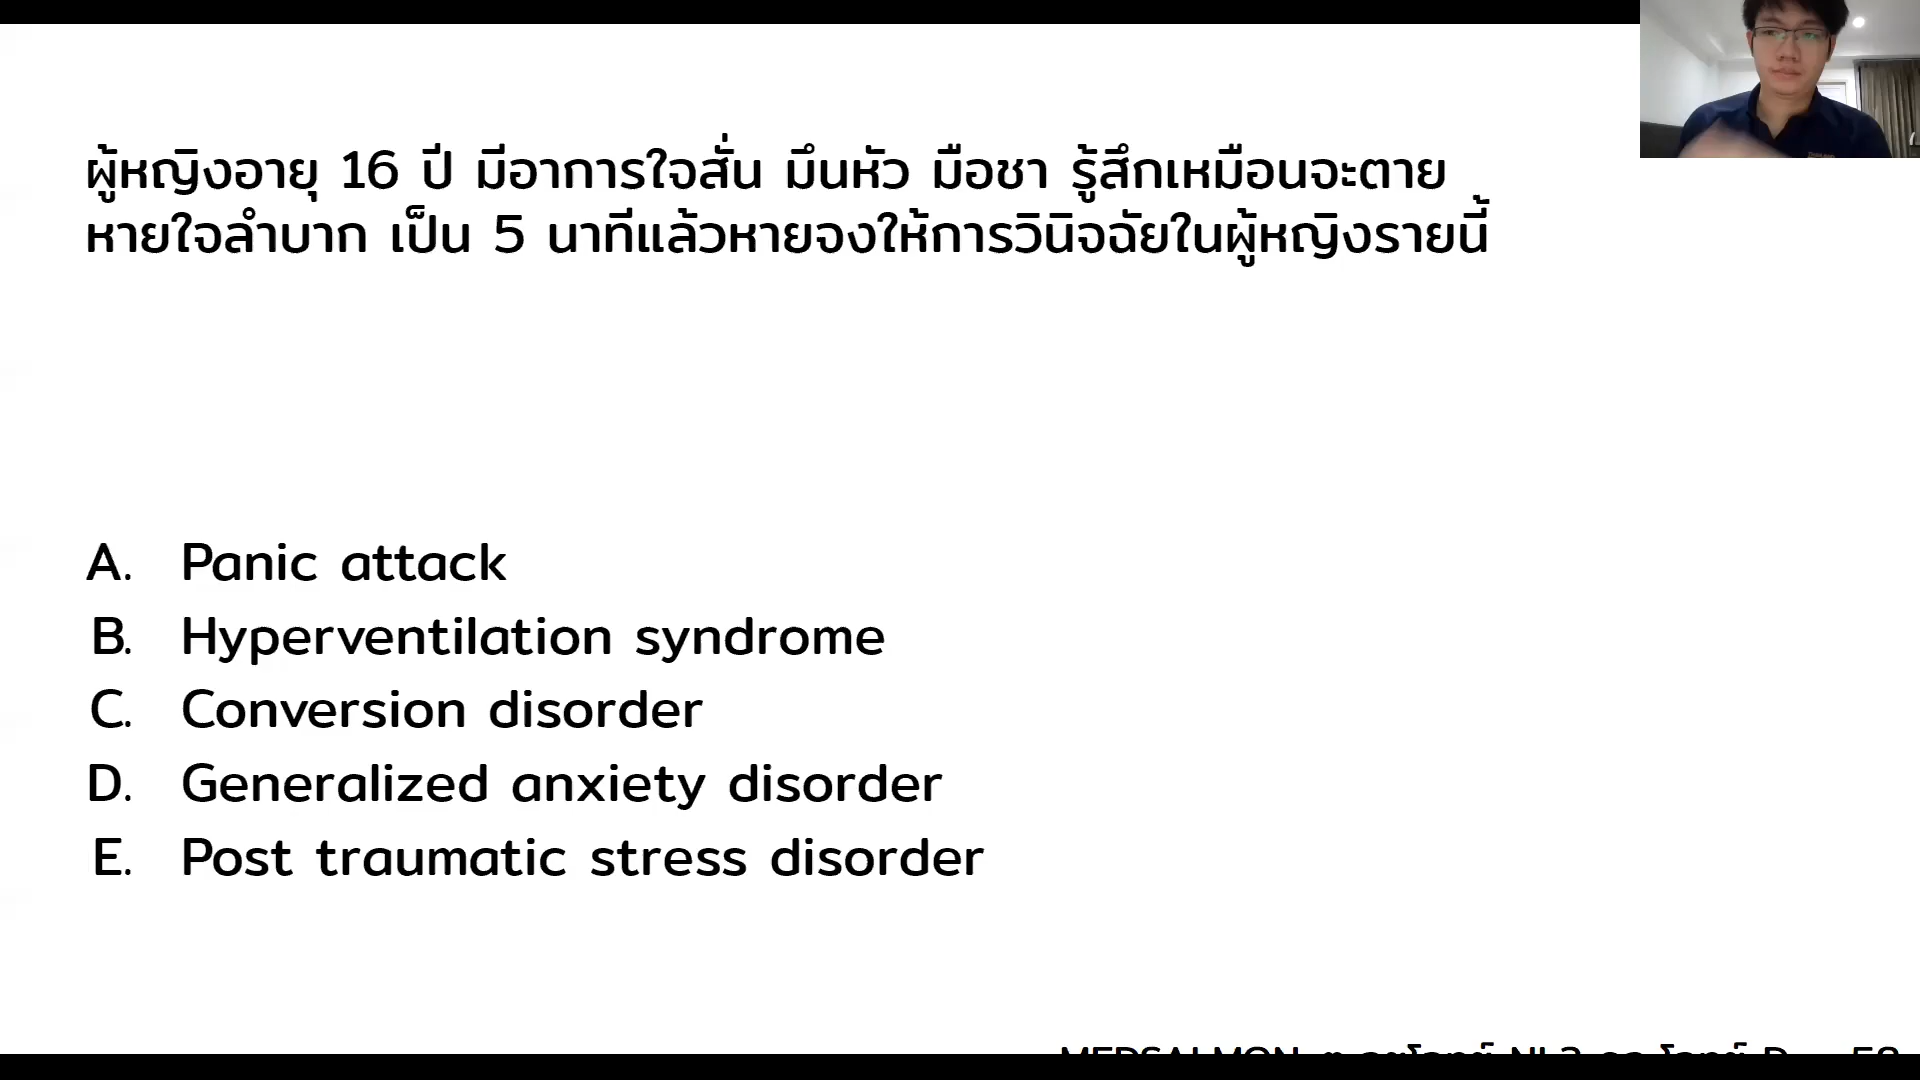 ผู้หญิงอายุ 16 ปี มีอาการใจสั่น มึนหัว มือชา รู้สึกเหมือนจะตาย
หายใจลำบาก เป็น 5 นาทีแล้วหายจงให้การวินิจฉัยในผู้หญิงรายนี้
A. Panic attack
B. Hyperventilation syndrome
C. Conversion disorder
D. Generalized anxiety disorder
E. Post traumatic stress disorder
MEDSALMON